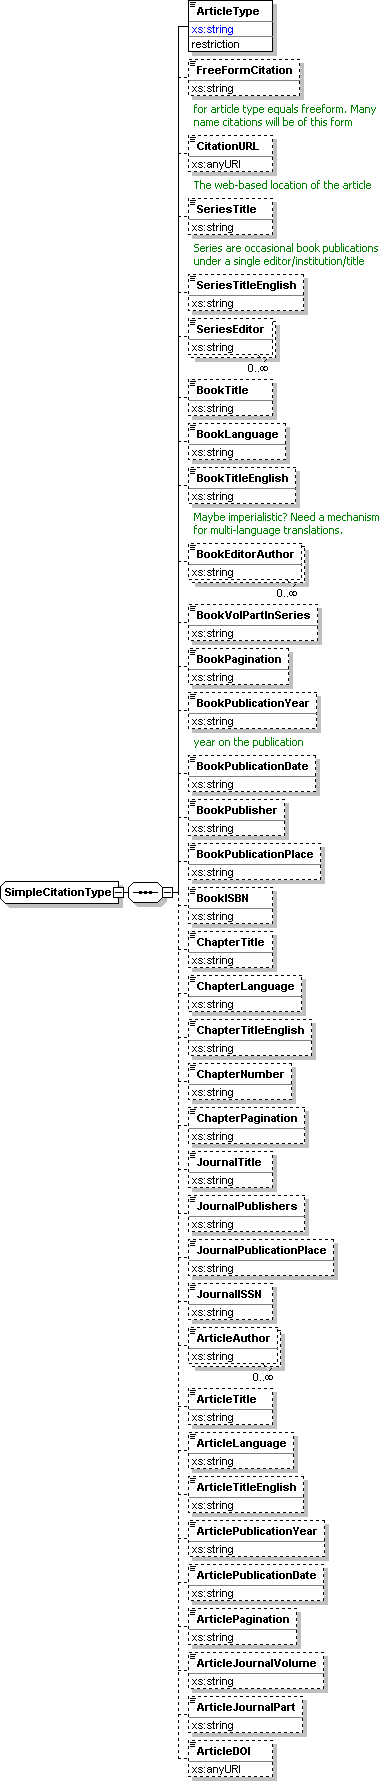 ArticleType
xs:string
restriction
FreeFormCitation
xs:string
for article type equals freeform. Many
name citations will be of this form
CitationURL
xs:anyURI
The web-based location of the article
SeriesTitle
xs:string
Series are occasional book publications
under a single editor/institution/title
SeriesTitleEnglish
xs:string
SeriesEditor
xs:string
0..∞
BookTitle
xs:string
BookLanguage
xs:string
BookTitleEnglish
xs:string
Maybe imperialistic? Need a mechanism
for multi-language translations.
BookEditorAuthor
xs:string
0..∞
BookVolPartInSeries
xs:string
BookPagination
xs:string
BookPublicationYear
xs:string
year on the publication
BookPublicationDate
xs:string
BookPublisher
xs:string
BookPublicationPlace
xs:string
SimpleCitationType
BookISBN
xs:string
ChapterTitle
xs:string
ChapterLanguage
xs:string
ChapterTitleEnglish
xs:string
ChapterNumber
xs:string
ChapterPagination
xs:string
JournalTitle
xs:string
JournalPublishers
xs:string
JournalPublicationPlace
xs:string
JournalISSN
xs:string
ArticleAuthor
xs:string
0..∞
ArticleTitle
xs:string
ArticleLanguage
xs:string
ArticleTitleEnglish
xs:string
ArticlePublicationYear
xs:string
ArticlePublicationDate
xs:string
ArticlePagination
xs:string
ArticleJournalVolume
xs:string
ArticleJournalPart
xs:string
ArticleDOI
xs:anyURI